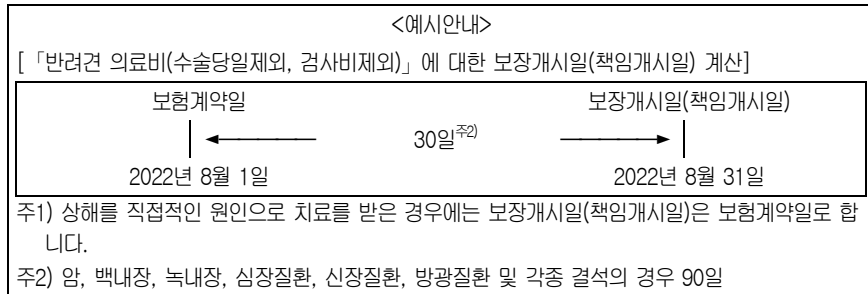 <예시안내>
[「반려견 의료비(수술당일제외, 검사비제외)」에 대한 보장개시일(책임개시일) 계산]
보험계약일 보장개시일(책임개시일)
30일주2)
2022년 8월 1일 2022년 8월 31일
주1) 상해를 직접적인 원인으로 치료를 받은 경우에는 보장개시일(책임개시일)은 보험계약일로 합
니다.
주2) 암, 백내장, 녹내장, 심장질환, 신장질환, 방광질환 및 각종 결석의 경우 90일